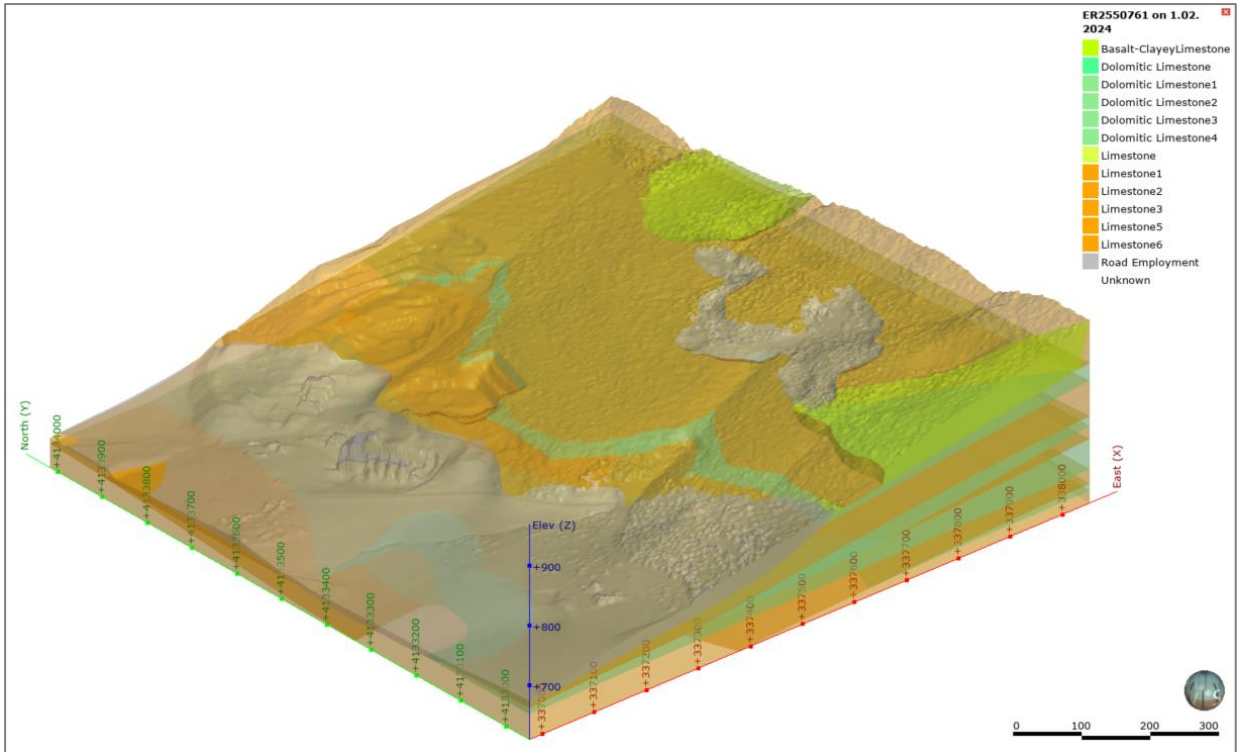 ER2550761 on 1.02.
2024
Basalt-ClayeyLimestone
Dolomitic Limestone
Dolomitic Limestone1
Dolomitic Limestone2
Dolomitic Limestone3
Dolomitic Limestone4
Limestone
Limestone1
Limestone2
Limestone3
Limestone5
Limestone6
Road Employment
Unknown
North (Y)
+4134000
+4133900
+4133800
+4133700
+4133600
+4133500
+4133400
+4133300
+4133200
+4133100
Elev (Z)
+900
+800
+700
East (X)
+337100
+337200
+337300
+337400
+337500
+337600
+337700
+337800
+337900
+338000
0 100 200 300